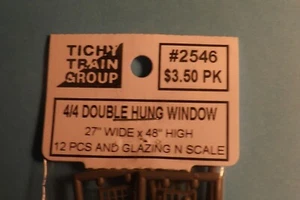 TICHY
TRAIN
GROUP
#2546
$3.50 PK
4/4 DOUBLE HUNG WINDOW
27" WIDE x 48" HIGH
12 PCS AND GLAZING N SCALE